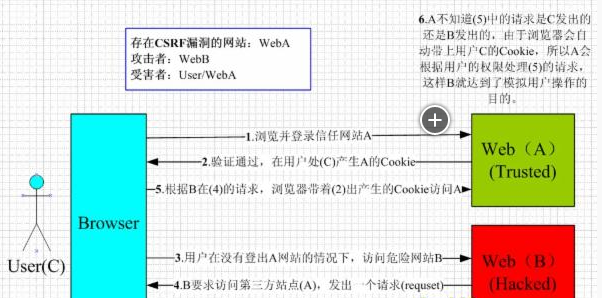 存在CSRF漏洞的网站：WebA
攻击者：WebB
受害者：User/WebA
6.A不知道(5)中的请求是C发出的
还是B发出的，由于浏览器会自
动带上用户C的Cookie，所以A会
根据用户的权限处理(5)的请求，
这样B就达到了模拟用户操作的
目的。
1.浏览并登录信任网站A
2.验证通过，在用户处(C)产生A的Cookie
5.根据B在(4)的请求，浏览器带着(2)出产生的Cookie访问A
Web（A）
(Trusted)
Browser
User(C)
3.用户在没有登出A网站的情况下，访问危险网站B
4.B要求访问第三方站点(A)，发出一个请求(requset)
Web（B）
(Hacked)